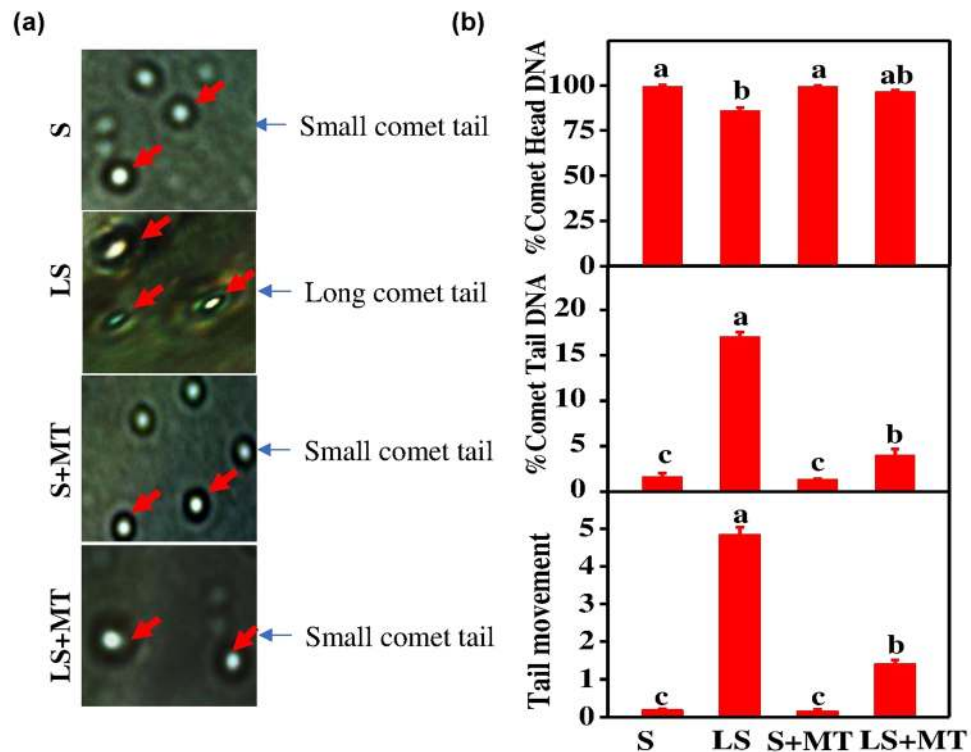 (a)
S
Small comet tail
LS
Long comet tail
S+MT
Small comet tail
LS+MT
Small comet tail
(b)
%Comet Head DNA
100
75
50
25
0
a
b
a
ab
%Comet Tail DNA
20
15
10
5
0
c
a
c
b
Tail movement
5
4
3
2
1
0
c
a
c
b
S LS S+MT LS+MT